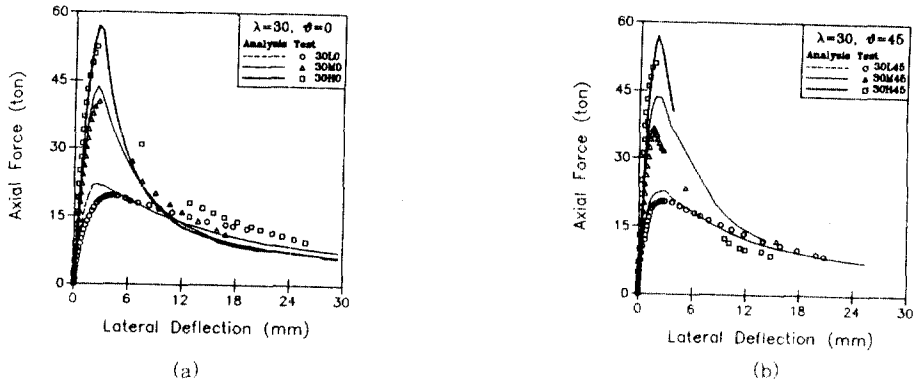 60
45
30
15
0
Axial Force (ton)
λ=30, ϑ=0
Analysis Test
30L0
30M0
30H0
0 6 12 18 24 30
Lateral Deflection (mm)
(a)
60
45
30
15
0
Axial Force (ton)
λ=30, ϑ=45
Analysis Test
30L45
30M45
30H45
0 6 12 18 24 30
Lateral Deflection (mm)
(b)